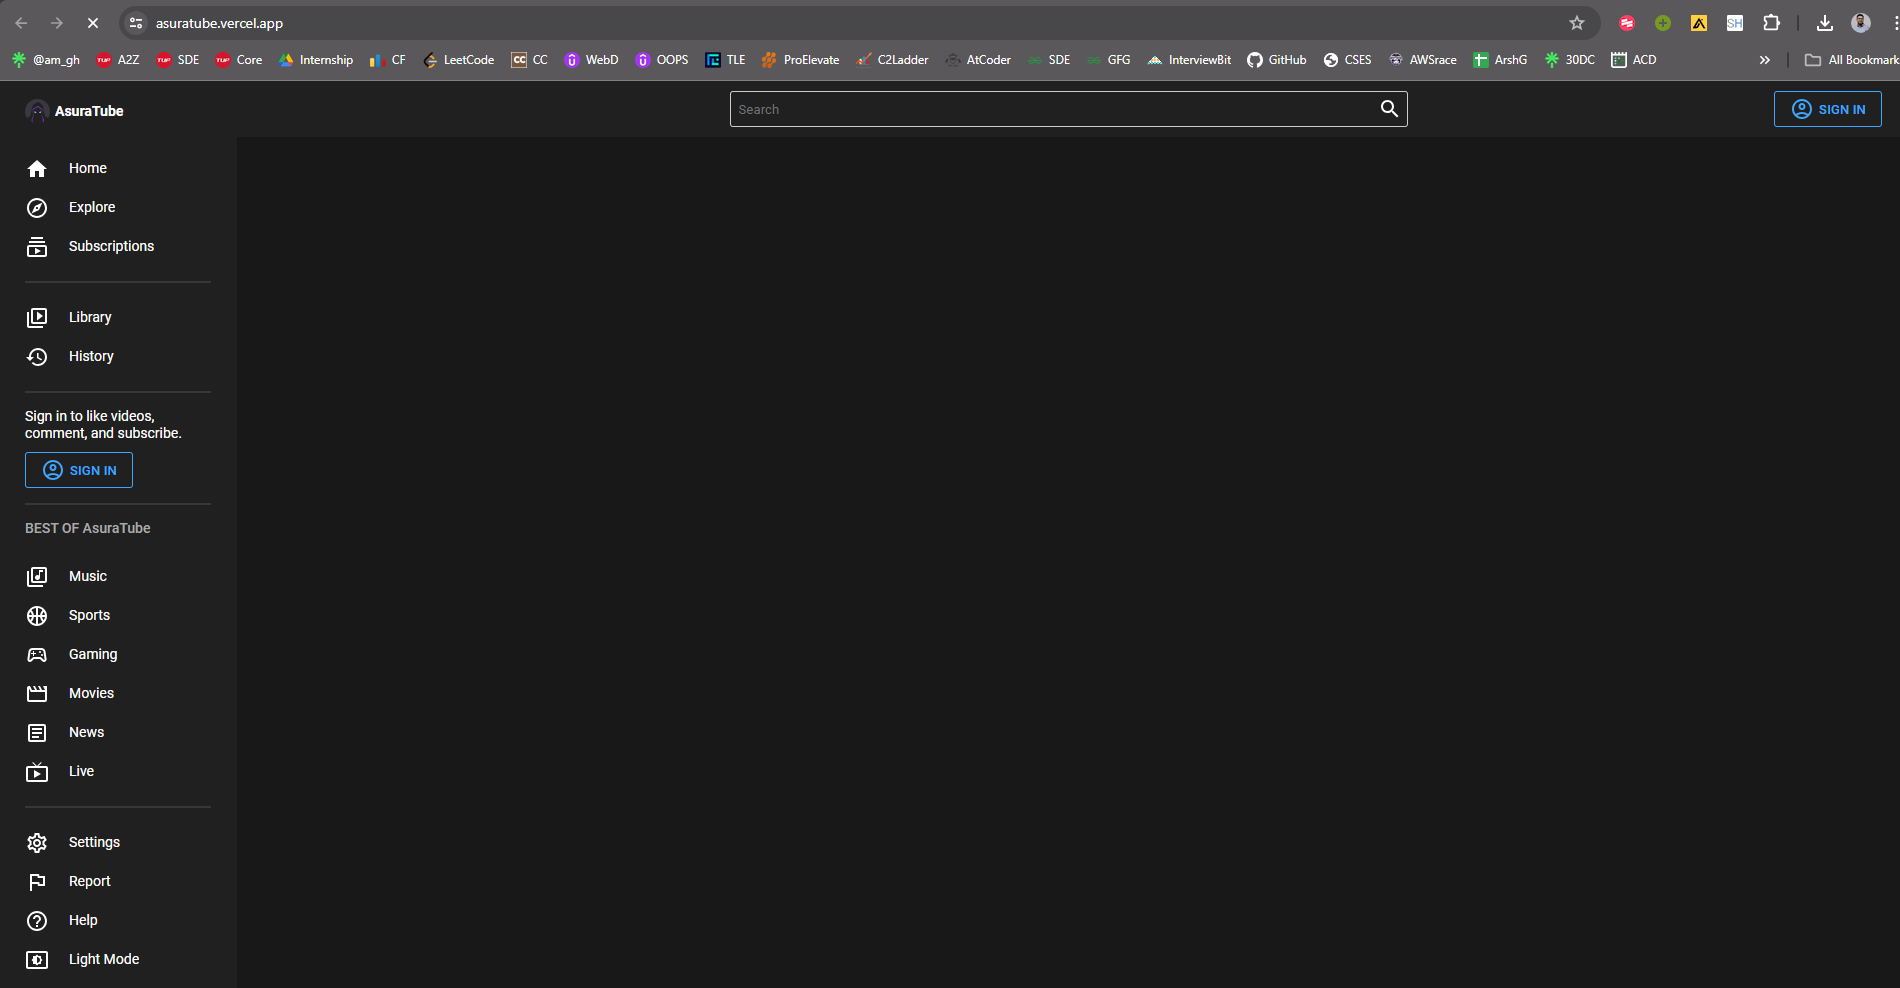 asuratube.vercel.app
SH
@am_gh A2Z SDE Core Internship CF LeetCode CC WebD OOPS TLE ProElevate C2Ladder AtCoder SDE GFG InterviewBit GitHub CSES AWSrace ArshG 30DC ACD All Bookmark
AsuraTube
Search
SIGN IN
Home
Explore
Subscriptions
Library
History
Sign in to like videos,
comment, and subscribe.
SIGN IN
BEST OF AsuraTube
Music
Sports
Gaming
Movies
News
Live
Settings
Report
Help
Light Mode